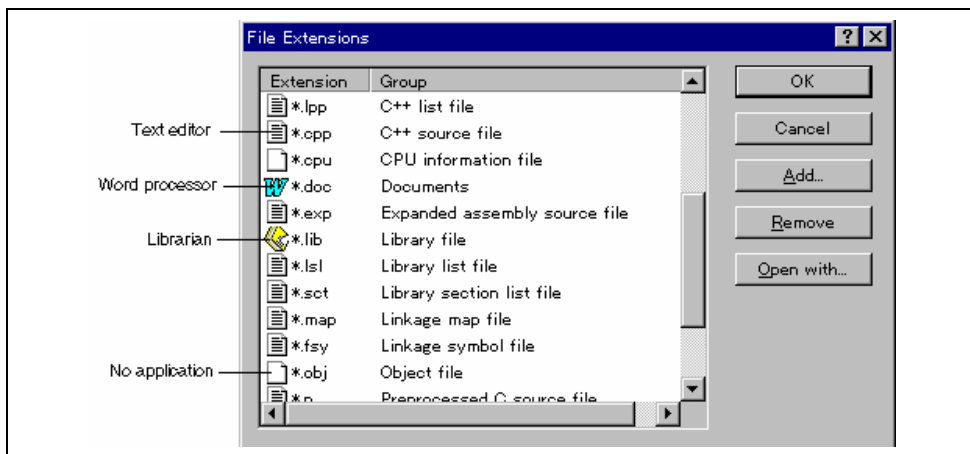 File Extensions
Extension Group
*.lpp C++ list file
Text editor *.cpp C++ source file
*.cpu CPU information file
Word processor *.doc Documents
*.exp Expanded assembly source file
Librarian *.lib Library file
*.lsl Library list file
*.sct Library section list file
*.map Linkage map file
*.fsy Linkage symbol file
No application *.obj Object file
*.p Preprocessed C source file
OK
Cancel
Add...
Remove
Open with...